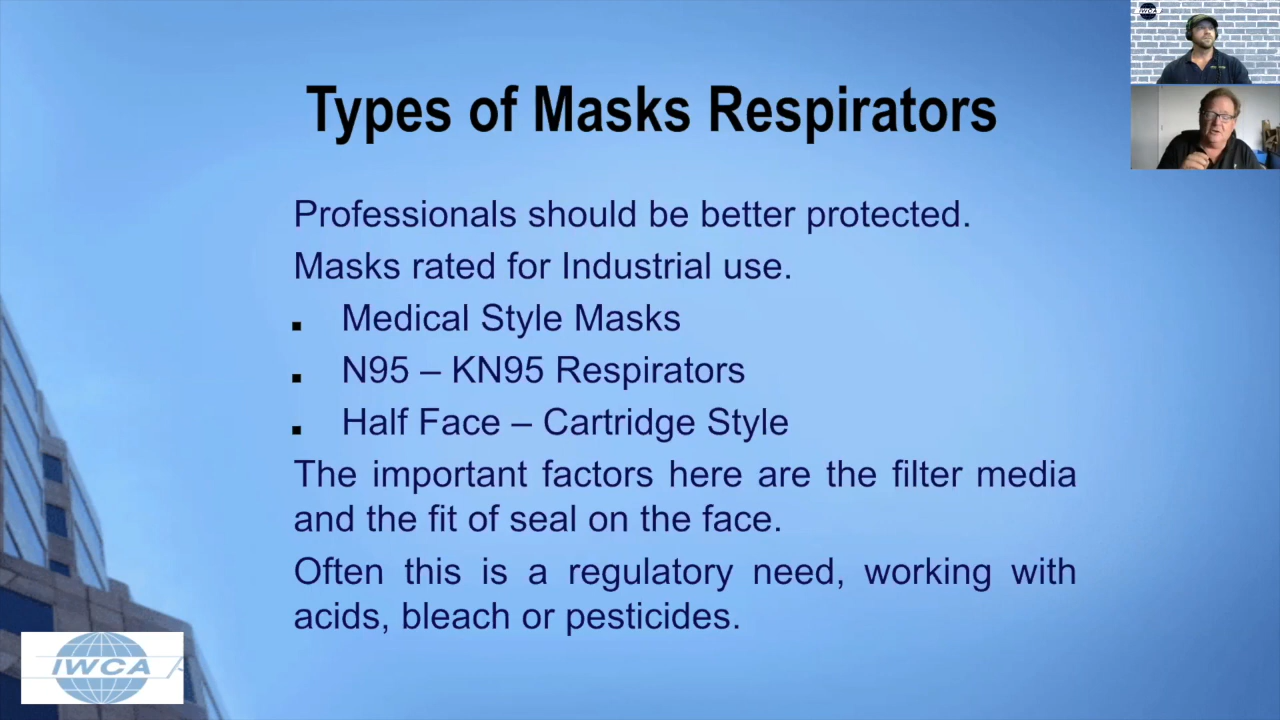 IWCA
Types of Masks Respirators
Professionals should be better protected.
Masks rated for Industrial use.
▪ Medical Style Masks
▪ N95 – KN95 Respirators
▪ Half Face – Cartridge Style
The important factors here are the filter media
and the fit of seal on the face.
Often this is a regulatory need, working with
acids, bleach or pesticides.
IWCA